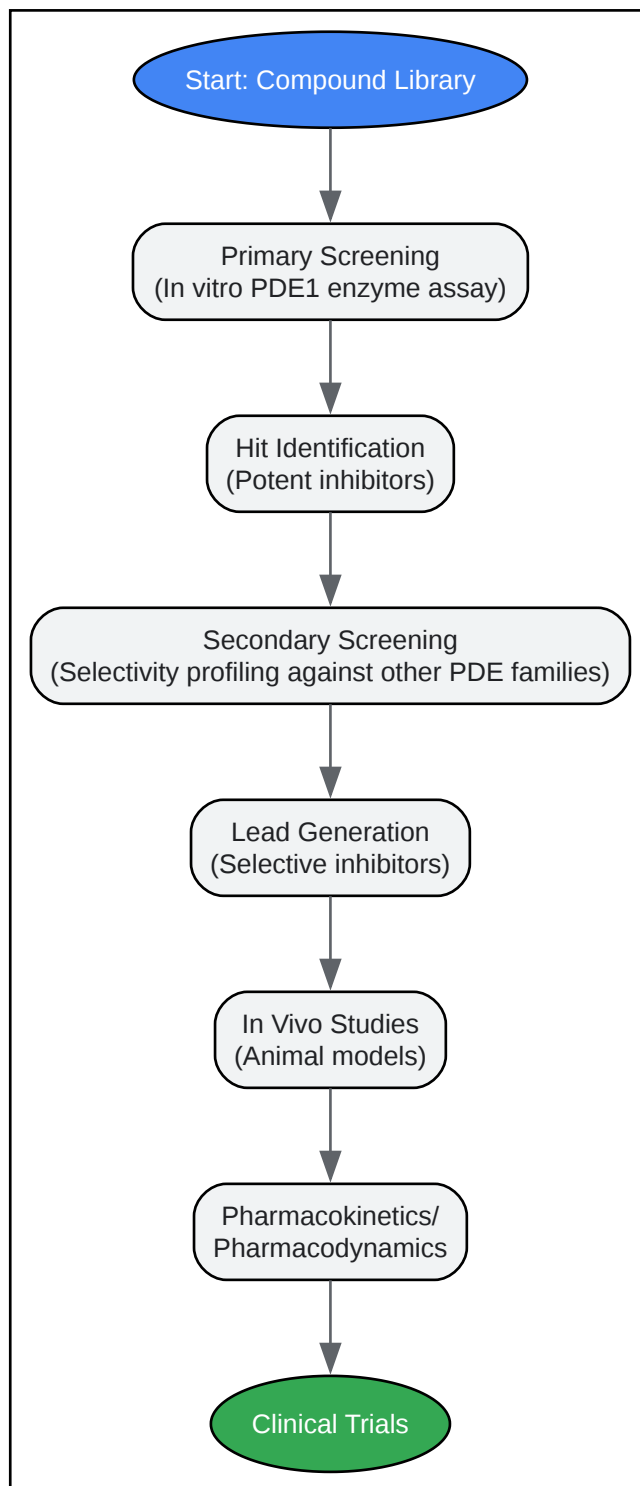 Start: Compound Library
Primary Screening
(In vitro PDE1 enzyme assay)
Hit Identification
(Potent inhibitors)
Secondary Screening
(Selectivity profiling against other PDE families)
Lead Generation
(Selective inhibitors)
In Vivo Studies
(Animal models)
Pharmacokinetics/
Pharmacodynamics
Clinical Trials